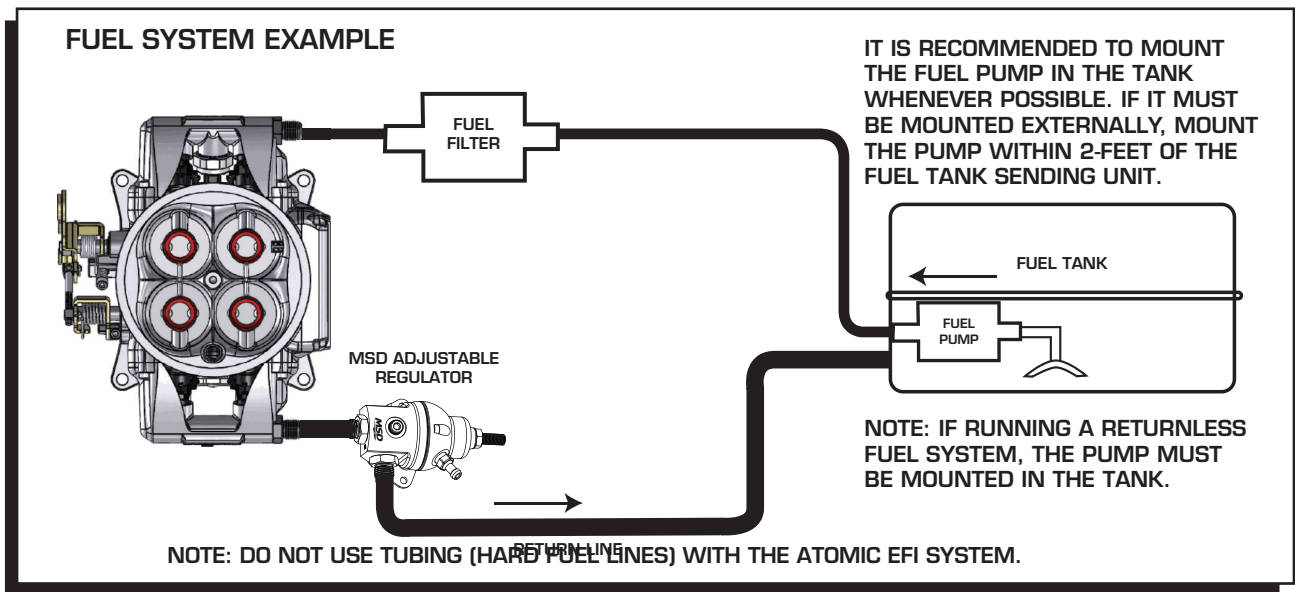 FUEL SYSTEM EXAMPLE
IT IS RECOMMENDED TO MOUNT
THE FUEL PUMP IN THE TANK
WHENEVER POSSIBLE. IF IT MUST
BE MOUNTED EXTERNALLY, MOUNT
THE PUMP WITHIN 2-FEET OF THE
FUEL TANK SENDING UNIT.
FUEL
FILTER
FUEL TANK
FUEL
PUMP
MSD ADJUSTABLE
REGULATOR
MSD
NOTE: IF RUNNING A RETURNLESS
FUEL SYSTEM, THE PUMP MUST
BE MOUNTED IN THE TANK.
RETURN LINE
NOTE: DO NOT USE TUBING (HARD FUEL LINES) WITH THE ATOMIC EFI SYSTEM.